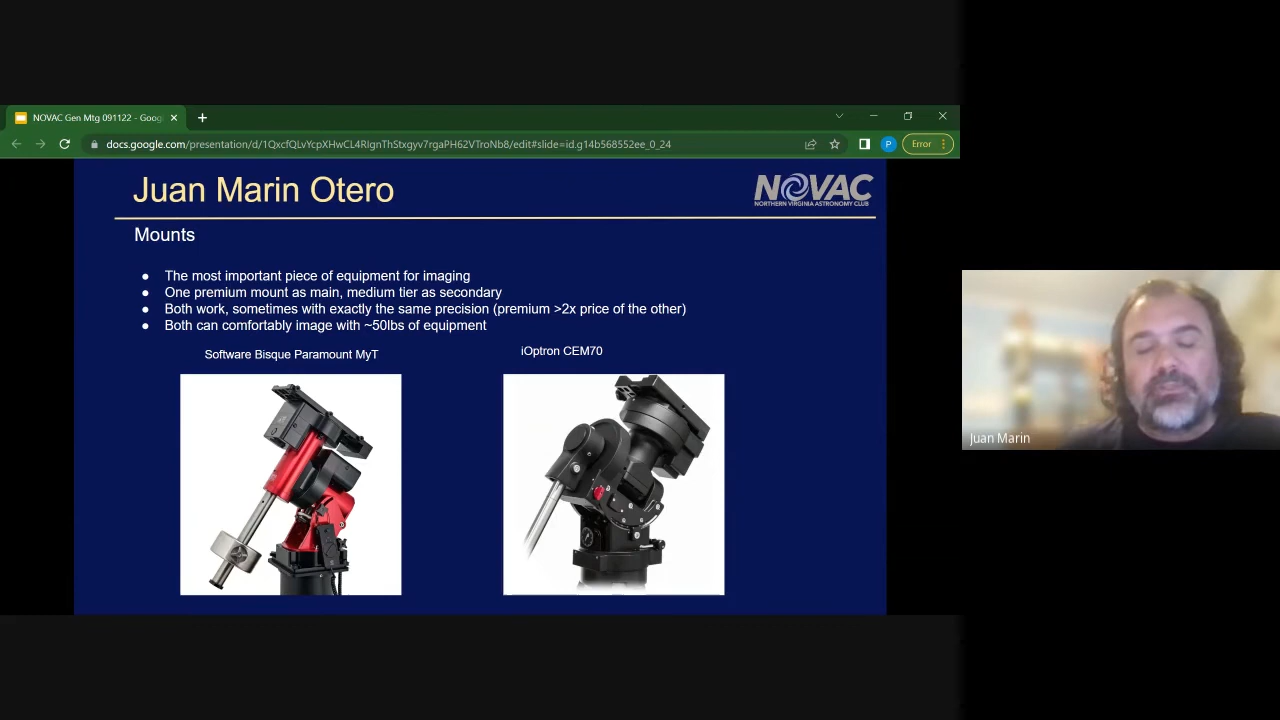 NOVAC Gen Mtg 091122 - Goog
docs.google.com/presentation/d/1QxcfQLvYcpXHwCL4RIgnThStxgyv7rgaPH62VTroNb8/edit#slide=id.g14b568552ee_0_24
P
Error
Juan Marin Otero
NOVAC
NORTHERN VIRGINIA ASTRONOMY CLUB
Mounts
● The most important piece of equipment for imaging
● One premium mount as main, medium tier as secondary
● Both work, sometimes with exactly the same precision (premium >2x price of the other)
● Both can comfortably image with ~50lbs of equipment
Software Bisque Paramount MyT
iOptron CEM70
Juan Marin